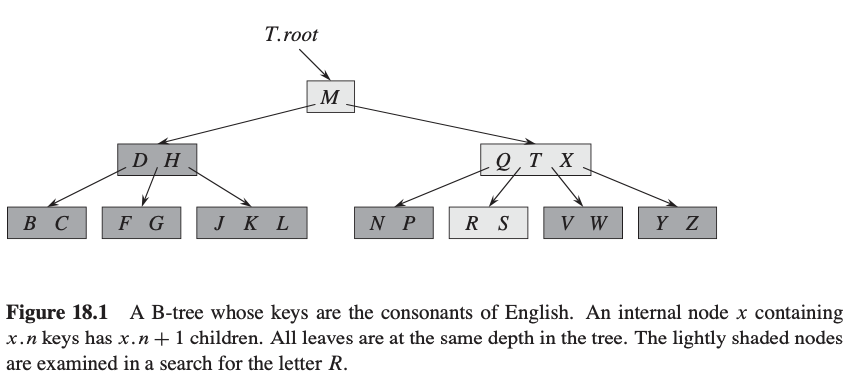 T.root
M
D H
Q T X
B C
F G
J K L
N P
R S
V W
Y Z
Figure 18.1 A B-tree whose keys are the consonants of English. An internal node x containing
x.n keys has x.n + 1 children. All leaves are at the same depth in the tree. The lightly shaded nodes
are examined in a search for the letter R.